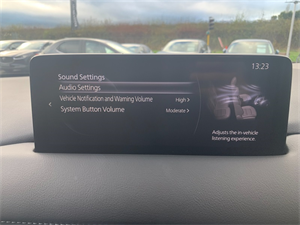 13:23
Sound Settings
Audio Settings
Vehicle Notification and Warning Volume High
System Button Volume Moderate
Adjusts the in-vehicle
listening experience.